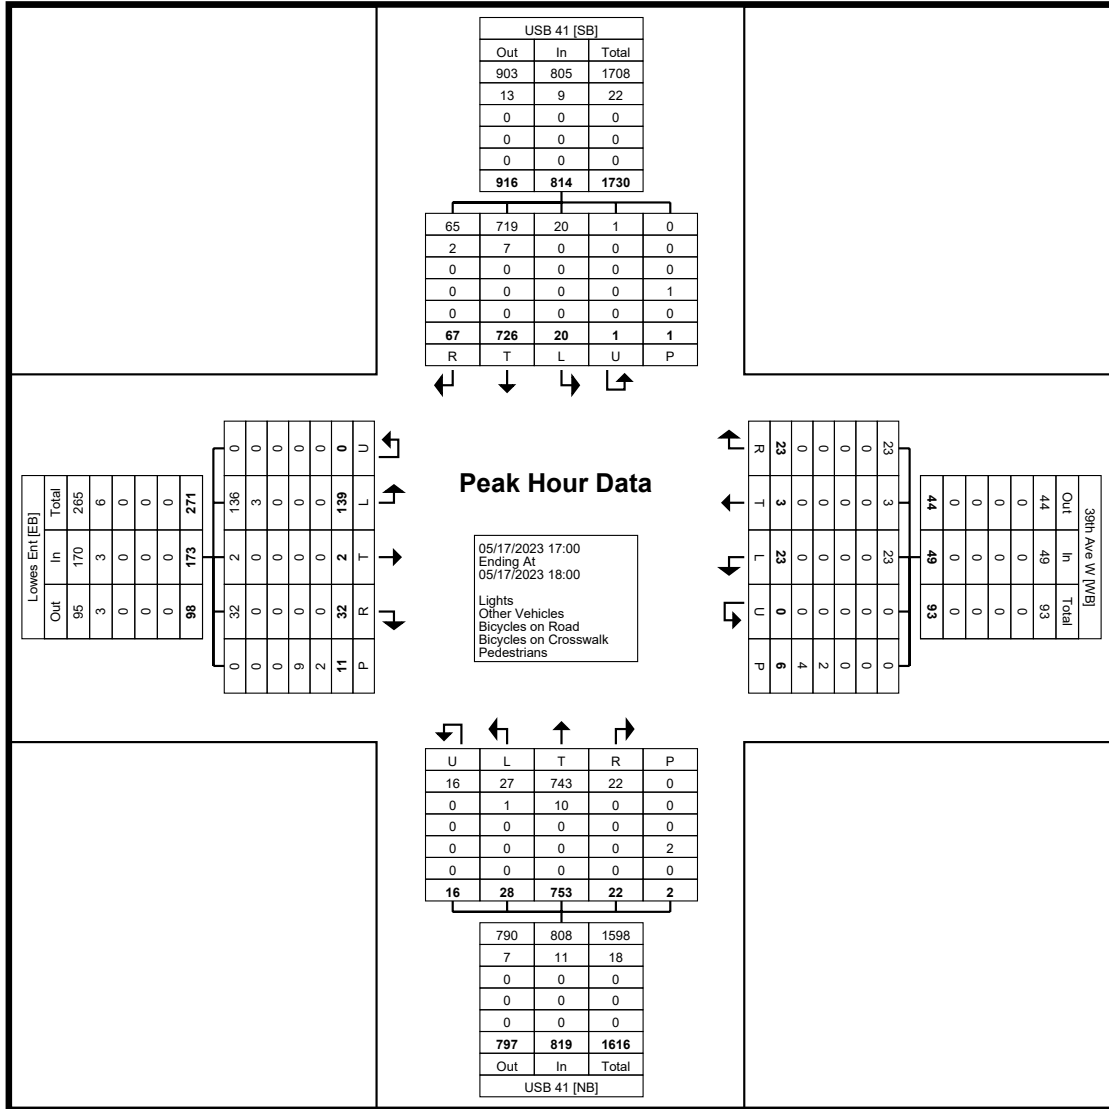 USB 41 [SB]
Out In Total
903 805 1708
13 9 22
0 0 0
0 0 0
0 0 0
916 814 1730
65 719 20 1 0
2 7 0 0 0
0 0 0 0 0
0 0 0 0 1
0 0 0 0 0
67 726 20 1 1
R T L U P
Lowes Ent [EB]
Total 265 6 0 0 0 271
In 170 3 0 0 0 173
Out 95 3 0 0 0 98
0 0 0 0 0 0 U
136 3 0 0 0 139 L
2 0 0 0 0 2 T
32 0 0 0 0 32 R
0 0 0 9 2 11 P
Peak Hour Data
05/17/2023 17:00
Ending At
05/17/2023 18:00
Lights
Other Vehicles
Bicycles on Road
Bicycles on Crosswalk
Pedestrians
R 23 0 0 0 0 23
T 3 0 0 0 0 3
L 23 0 0 0 0 23
U 0 0 0 0 0 0
P 6 4 2 0 0 0
39th Ave W [WB]
44 0 0 0 0 44 Out
49 0 0 0 0 49 In
93 0 0 0 0 93 Total
U L T R P
16 27 743 22 0
0 1 10 0 0
0 0 0 0 0
0 0 0 0 2
0 0 0 0 0
16 28 753 22 2
790 808 1598
7 11 18
0 0 0
0 0 0
0 0 0
797 819 1616
Out In Total
USB 41 [NB]